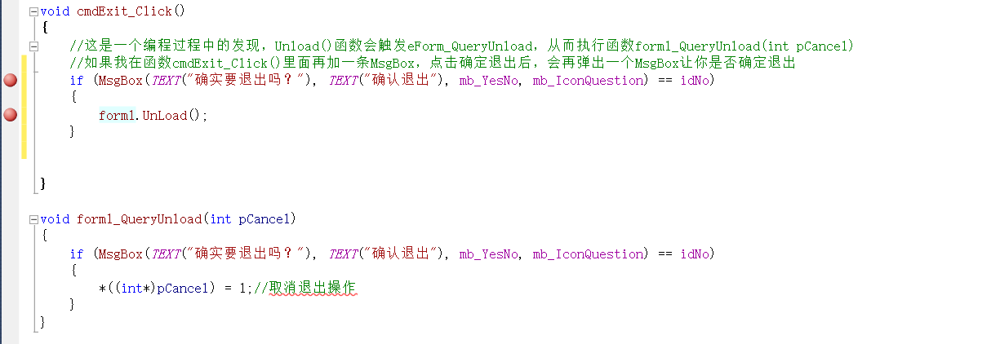 void cmdExit_Click()
{
//这是一个编程过程中的发现，Unload()函数会触发eForm_QueryUnload，从而执行函数form1_QueryUnload(int pCancel)
//如果我在函数cmdExit_Click()里面再加一条MsgBox，点击确定退出后，会再弹出一个MsgBox让你是否确定退出
if (MsgBox(TEXT("确实要退出吗？"), TEXT("确认退出"), mb_YesNo, mb_IconQuestion) == idNo)
{
form1.UnLoad();
}
}
void form1_QueryUnload(int pCancel)
{
if (MsgBox(TEXT("确实要退出吗？"), TEXT("确认退出"), mb_YesNo, mb_IconQuestion) == idNo)
{
*((int*)pCancel) = 1;//取消退出操作
}
}